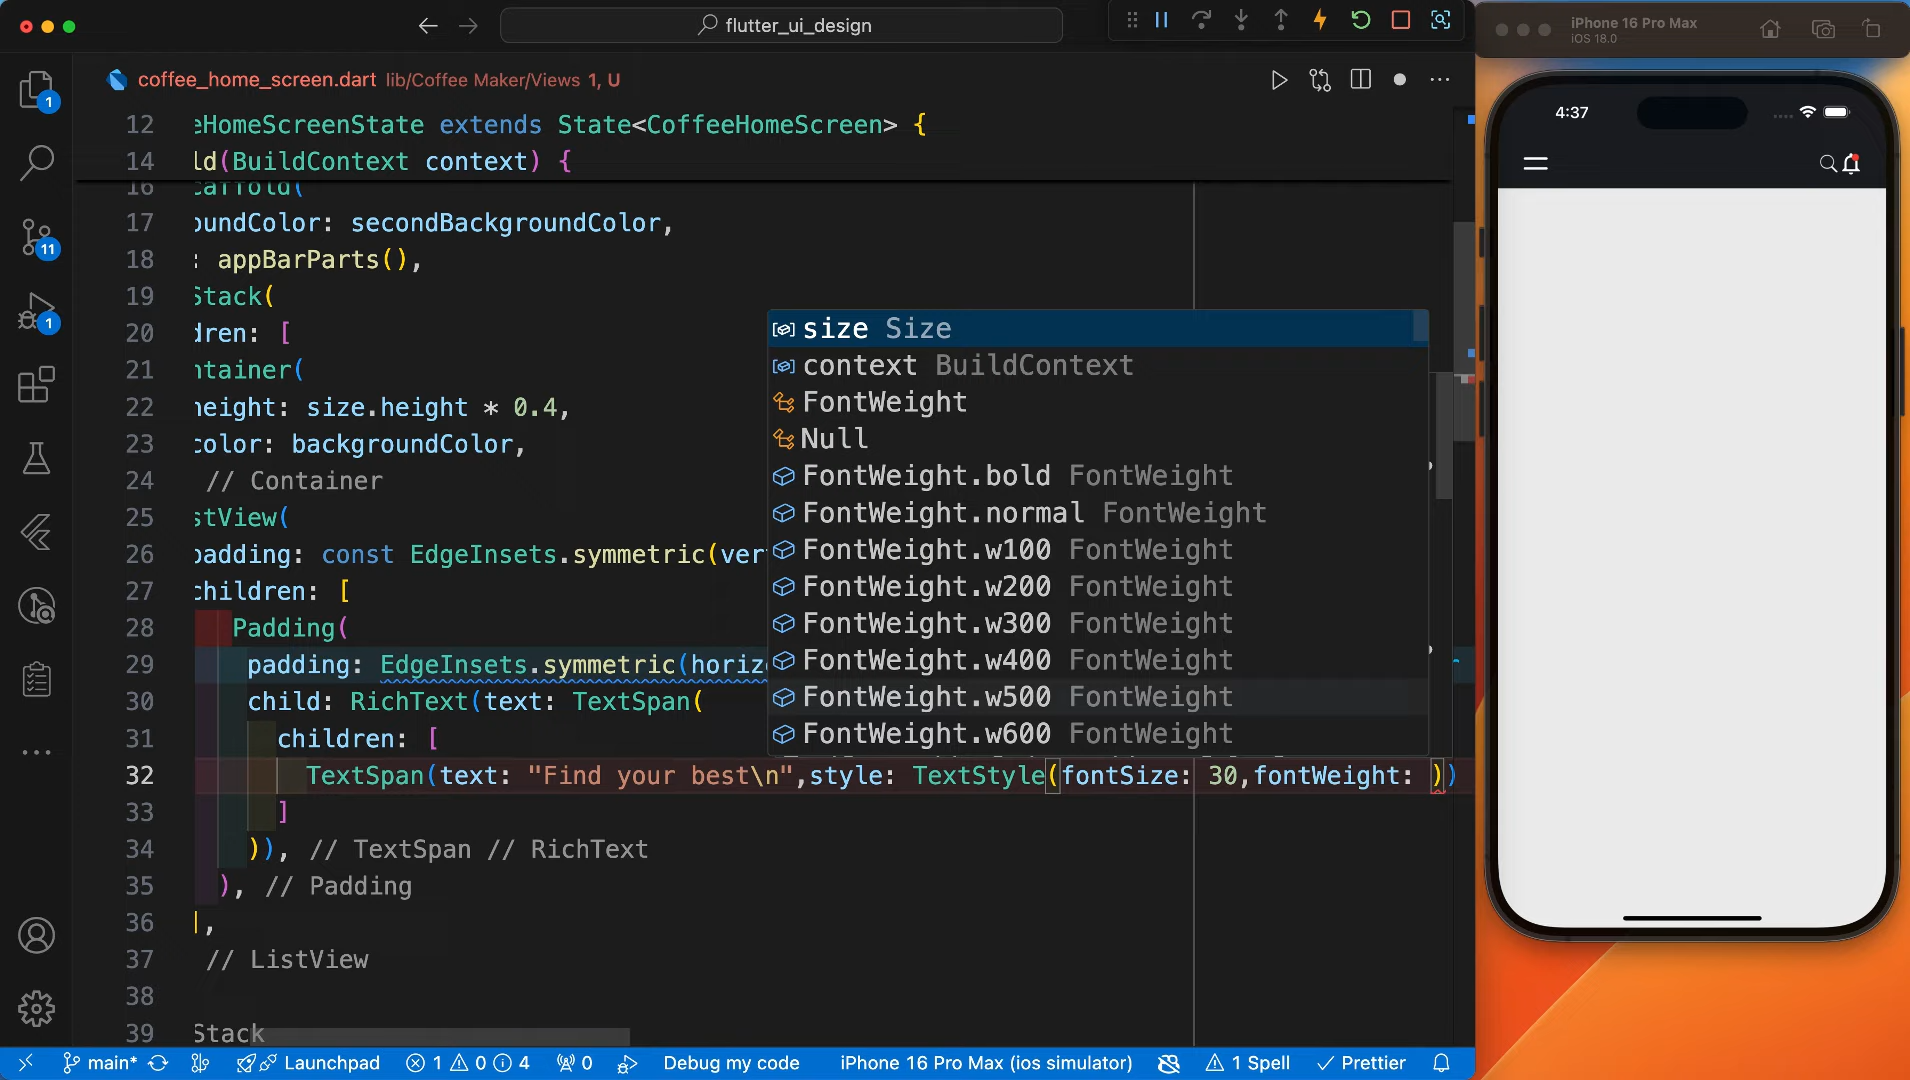 flutter_ui_design
iPhone 16 Pro Max
iOS 18.0
coffee_home_screen.dart lib/Coffee Maker/Views 1, U
12 eHomeScreenState extends State<CoffeeHomeScreen> {
14 ld(BuildContext context) {
16 caffold(
17 oundColor: secondBackgroundColor,
18 : appBarParts(),
19 Stack(
20 dren: [
21 ntainer(
22 height: size.height * 0.4,
23 color: backgroundColor,
24 // Container
25 stView(
26 padding: const EdgeInsets.symmetric(ver
27 children: [
28 Padding(
29 padding: EdgeInsets.symmetric(horiz
30 child: RichText(text: TextSpan(
31 children: [
32 TextSpan(text: "Find your best\n",style: TextStyle(fontSize: 30,fontWeight: ))
33 ]
34 )), // TextSpan // RichText
35 ), // Padding
36 ],
37 // ListView
38
39 Stack
size Size
context BuildContext
FontWeight
Null
FontWeight.bold FontWeight
FontWeight.normal FontWeight
FontWeight.w100 FontWeight
FontWeight.w200 FontWeight
FontWeight.w300 FontWeight
FontWeight.w400 FontWeight
FontWeight.w500 FontWeight
FontWeight.w600 FontWeight
1
11
1
4:37
main* Launchpad 1 0 4 0 Debug my code iPhone 16 Pro Max (ios simulator) 1 Spell Prettier